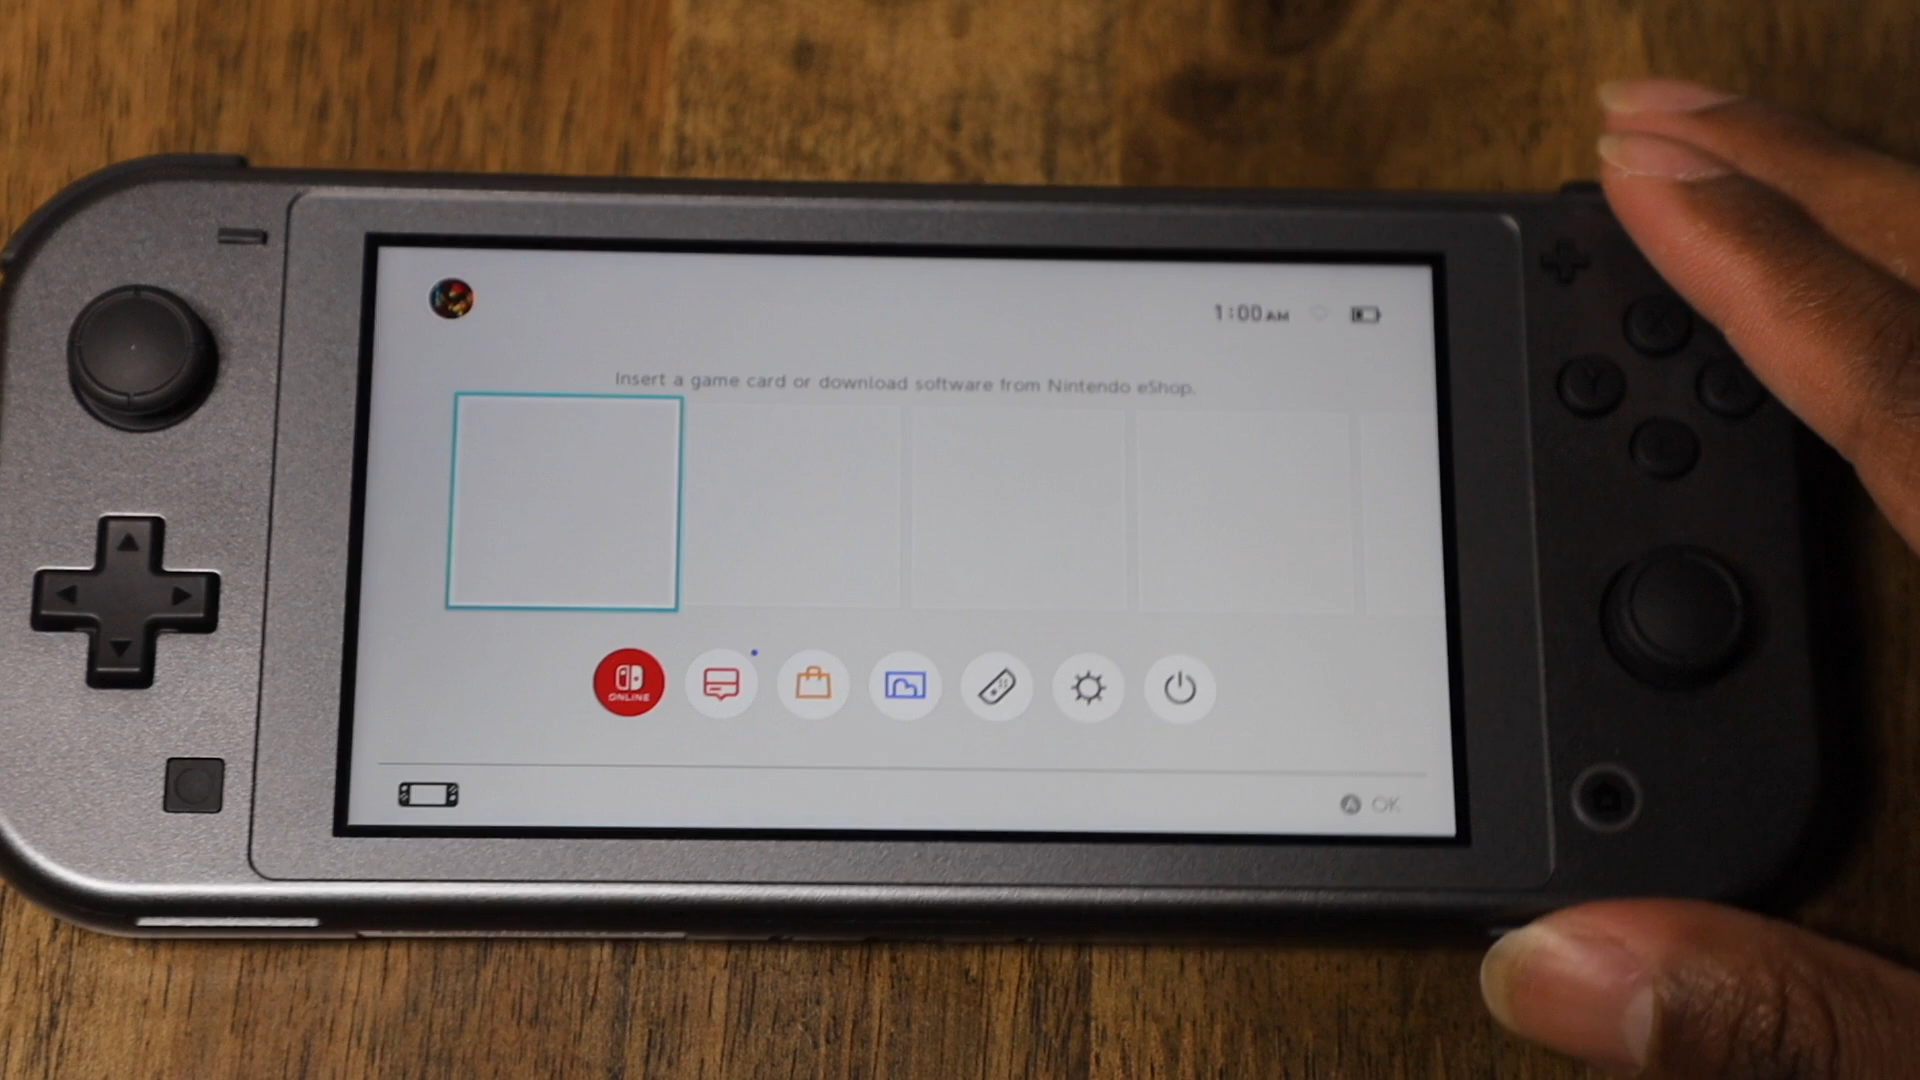 1:00 AM
Insert a game card or download software from Nintendo eShop.
ONLINE
A OK
X
Y
A